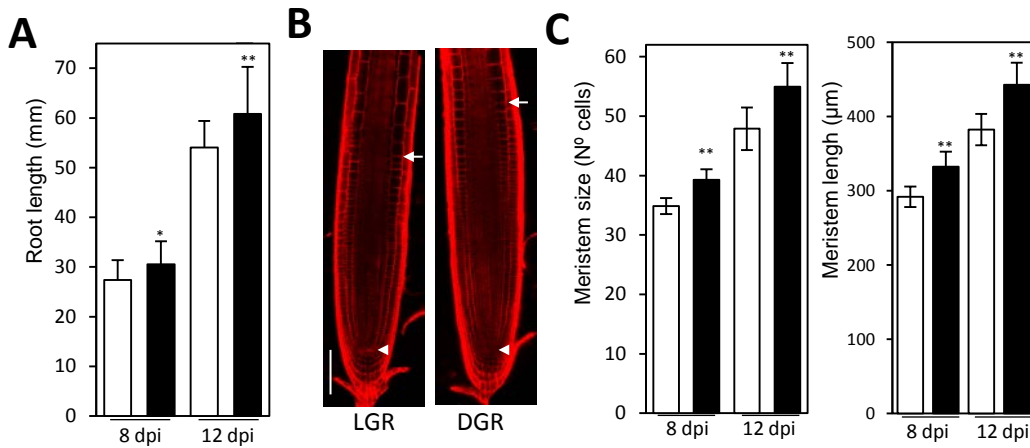 A
Root length (mm)
70
60
50
40
30
20
10
0
*
**
8 dpi
12 dpi
B
LGR
DGR
C
Meristem size (Nº cells)
60
50
40
30
20
10
0
**
**
8 dpi
12 dpi
Meristem lengh (µm)
500
400
300
200
100
0
**
**
8 dpi
12 dpi